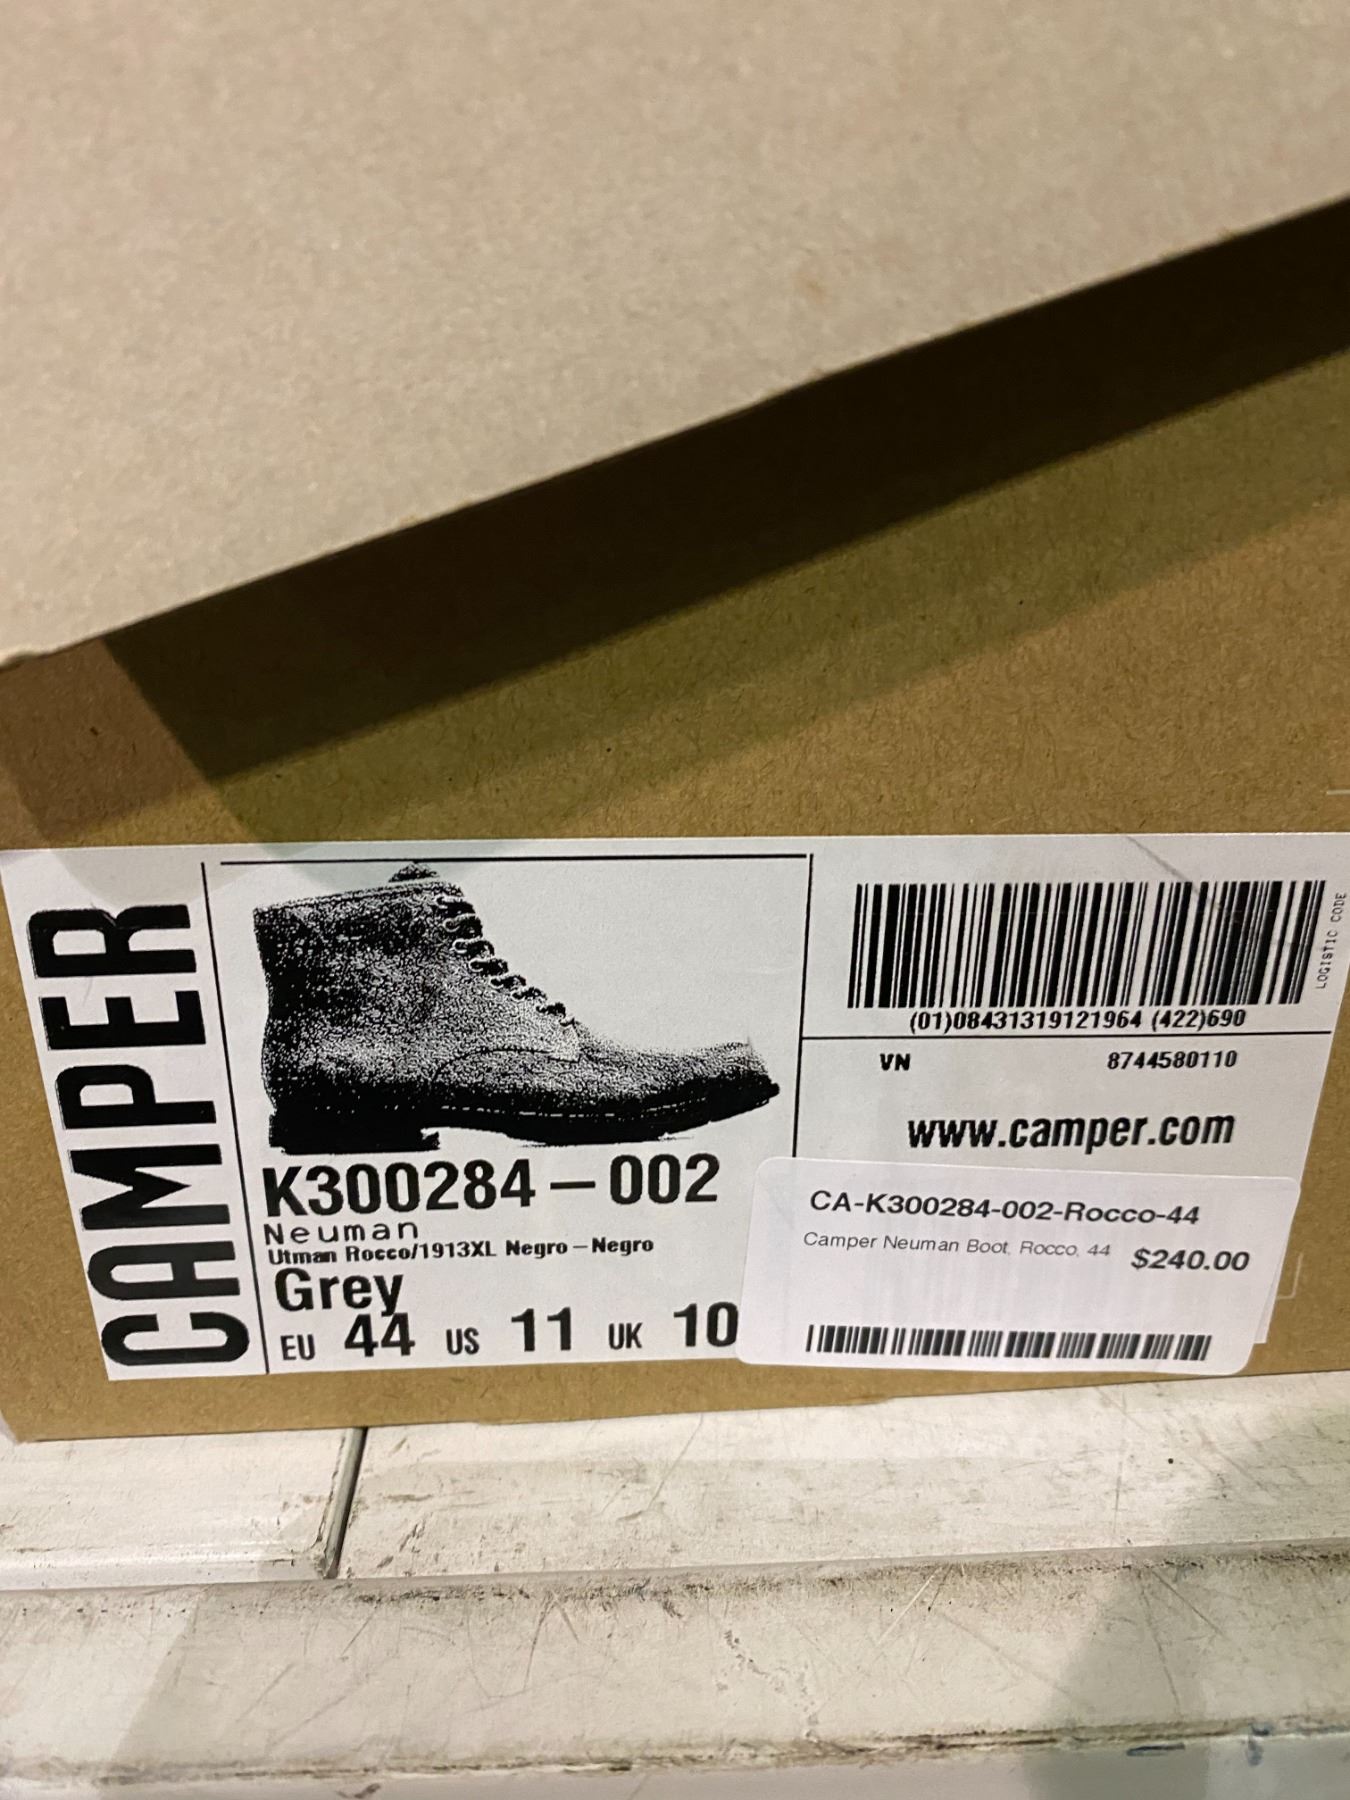 CAMPER
K300284-002
Neuman
Utman Rocco/1913XL Negro-Negro
Grey
EU 44 US 11 UK 10
LOGISTIC CODE
(01)08431319121964 (422)690
VN 8744580110
www.camper.com
CA-K300284-002-Rocco-44
Camper Neuman Boot, Rocco, 44 $240.00